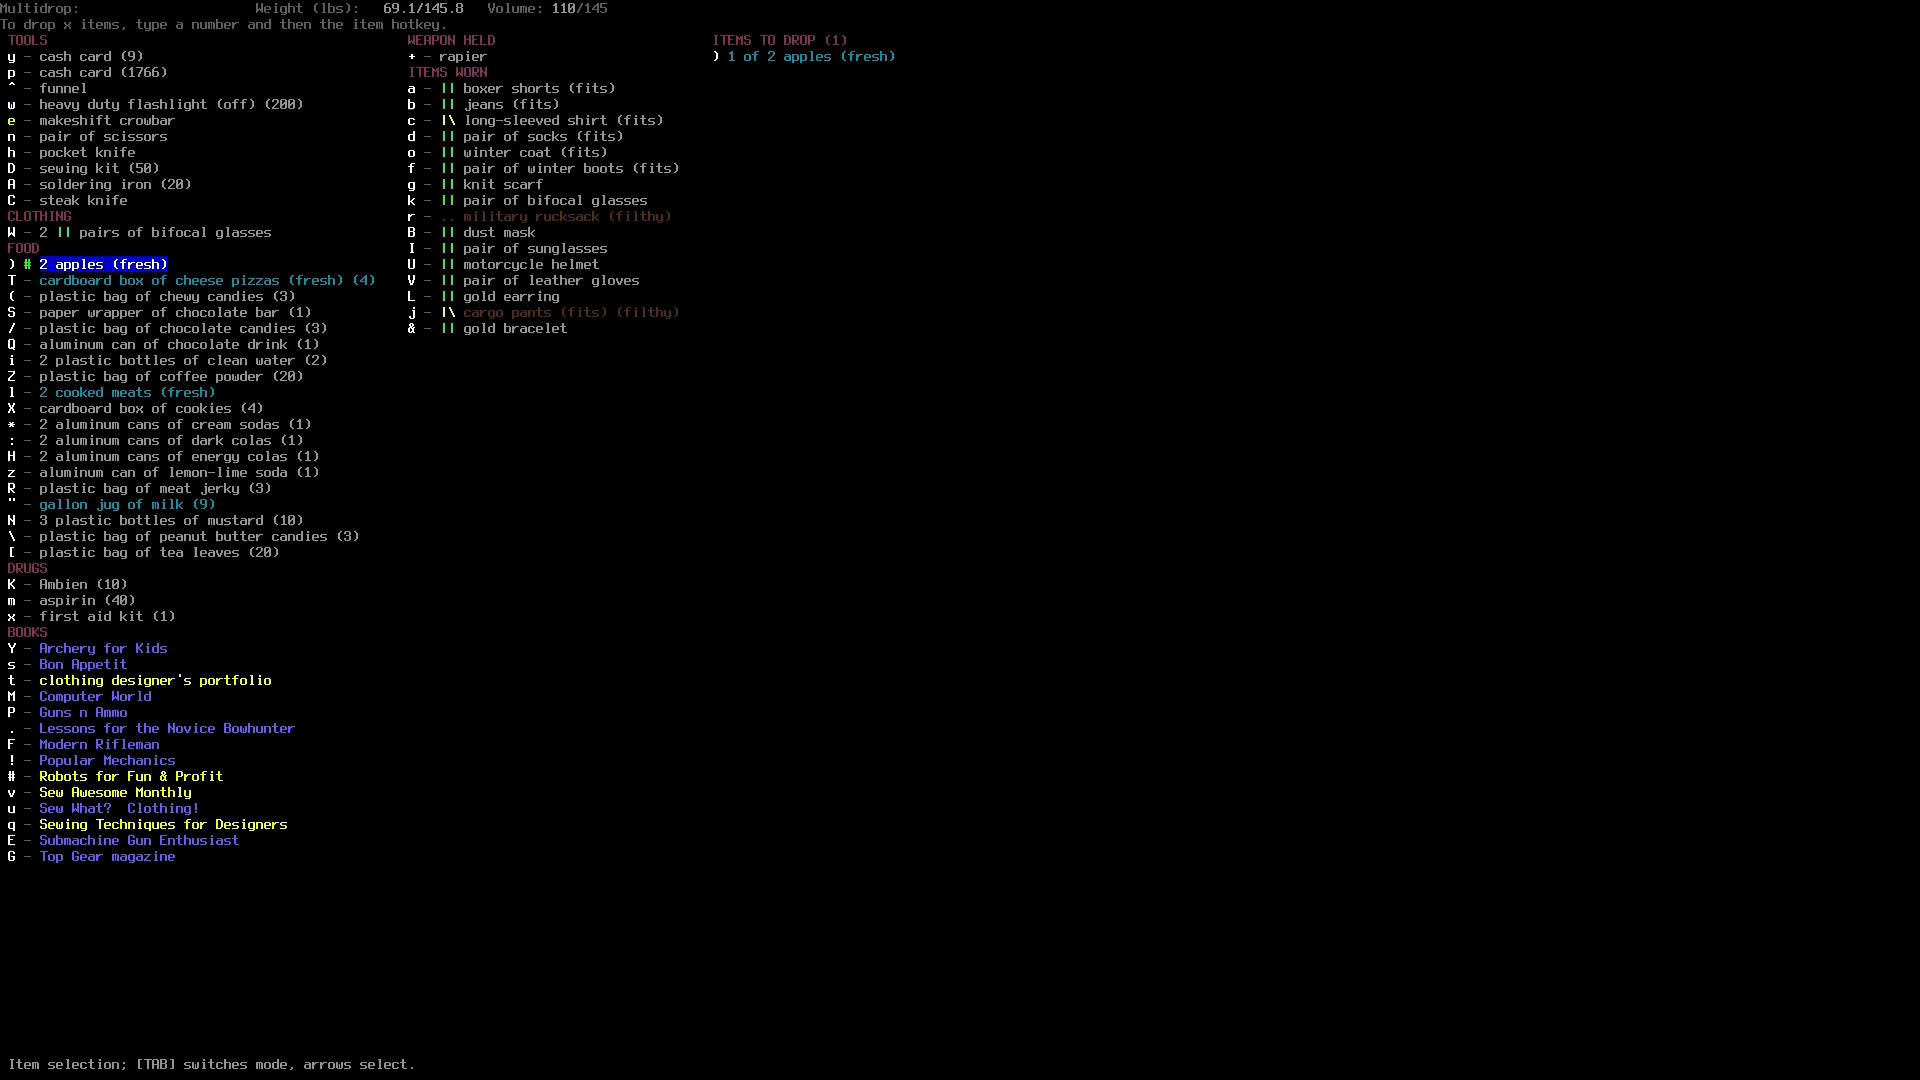 Multidrop: Weight (lbs): 69.1/145.8 Volume: 110/145
To drop x items, type a number and then the item hotkey.
TOOLS
y - cash card (9)
p - cash card (1766)
^ - funnel
w - heavy duty flashlight (off) (200)
e - makeshift crowbar
n - pair of scissors
h - pocket knife
D - sewing kit (50)
A - soldering iron (20)
C - steak knife
CLOTHING
W - 2 || pairs of bifocal glasses
FOOD
) # 2 apples (fresh)
T - cardboard box of cheese pizzas (fresh) (4)
( - plastic bag of chewy candies (3)
S - paper wrapper of chocolate bar (1)
/ - plastic bag of chocolate candies (3)
Q - aluminum can of chocolate drink (1)
i - 2 plastic bottles of clean water (2)
Z - plastic bag of coffee powder (20)
l - 2 cooked meats (fresh)
X - cardboard box of cookies (4)
* - 2 aluminum cans of cream sodas (1)
: - 2 aluminum cans of dark colas (1)
H - 2 aluminum cans of energy colas (1)
z - aluminum can of lemon-lime soda (1)
R - plastic bag of meat jerky (3)
" - gallon jug of milk (9)
N - 3 plastic bottles of mustard (10)
\ - plastic bag of peanut butter candies (3)
[ - plastic bag of tea leaves (20)
DRUGS
K - Ambien (10)
m - aspirin (40)
x - first aid kit (1)
BOOKS
Y - Archery for Kids
s - Bon Appetit
t - clothing designer's portfolio
M - Computer World
P - Guns n Ammo
. - Lessons for the Novice Bowhunter
F - Modern Rifleman
! - Popular Mechanics
# - Robots for Fun & Profit
v - Sew Awesome Monthly
u - Sew What?  Clothing!
q - Sewing Techniques for Designers
E - Submachine Gun Enthusiast
G - Top Gear magazine
WEAPON HELD
+ - rapier
ITEMS WORN
a - || boxer shorts (fits)
b - || jeans (fits)
c - |\ long-sleeved shirt (fits)
d - || pair of socks (fits)
o - || winter coat (fits)
f - || pair of winter boots (fits)
g - || knit scarf
k - || pair of bifocal glasses
r - .. military rucksack (filthy)
B - || dust mask
I - || pair of sunglasses
U - || motorcycle helmet
V - || pair of leather gloves
L - || gold earring
j - |\ cargo pants (fits) (filthy)
& - || gold bracelet
ITEMS TO DROP (1)
) 1 of 2 apples (fresh)
Item selection; [TAB] switches mode, arrows select.